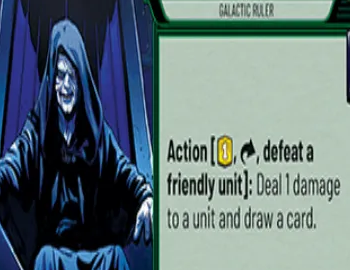 GALACTIC RULER
Action [1, defeat a
friendly unit]: Deal 1 damage
to a unit and draw a card.